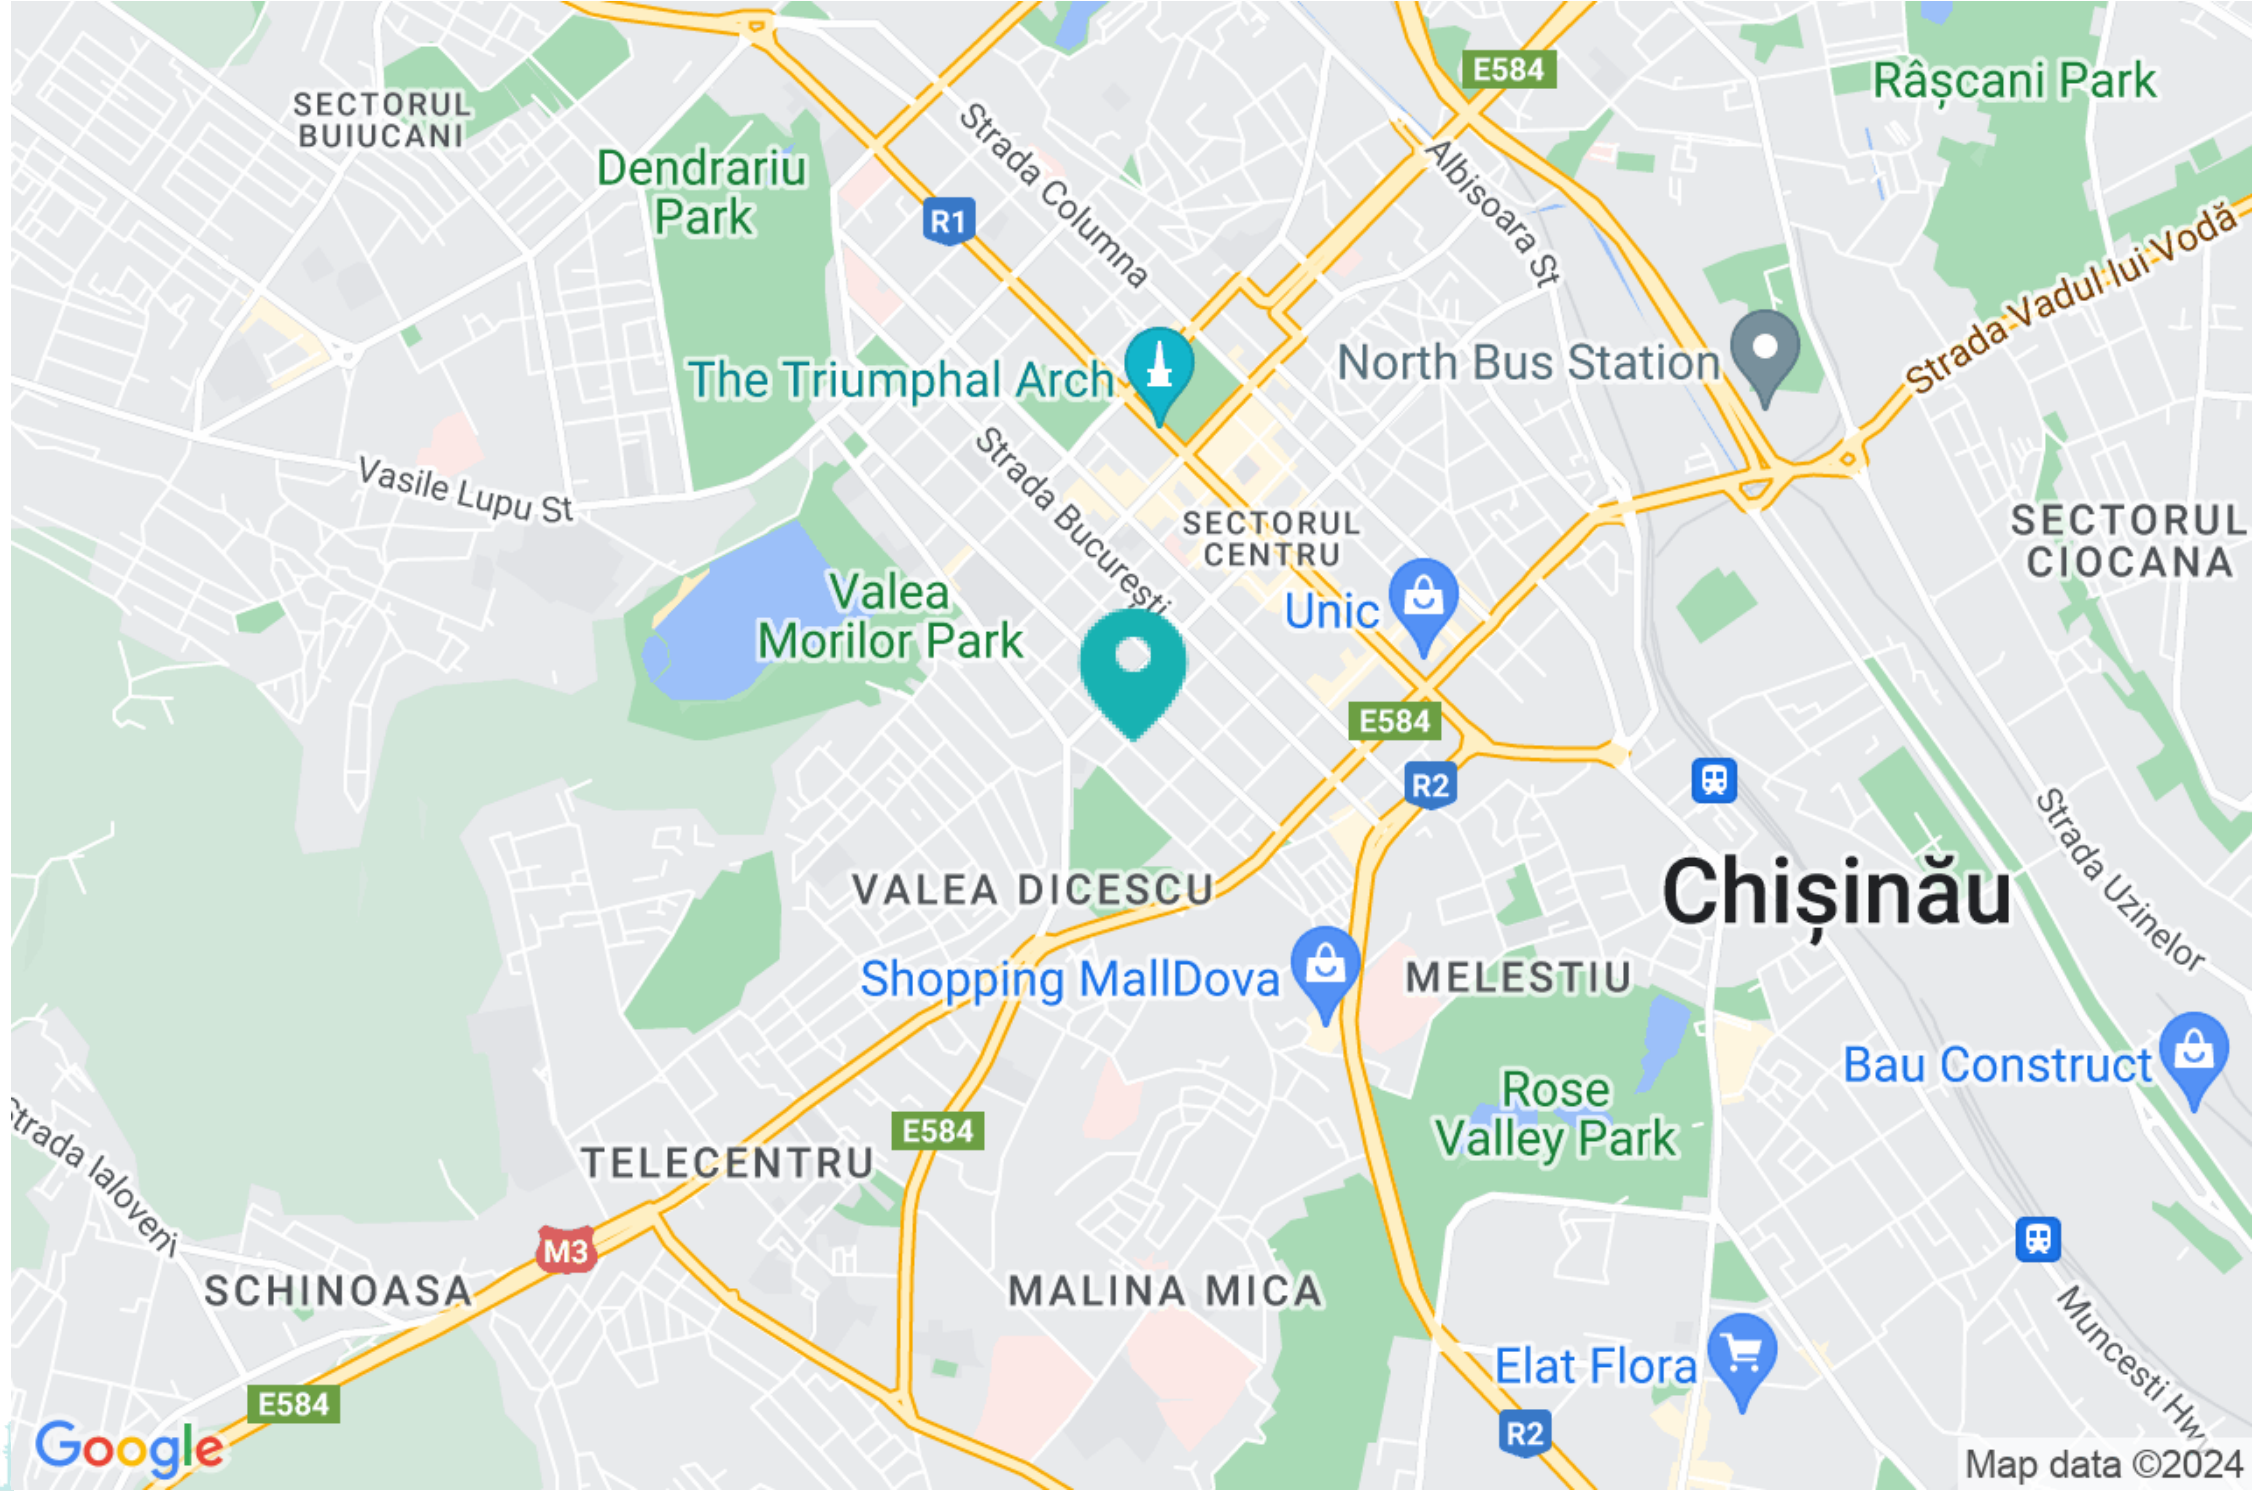 E584
Râșcani Park
SECTORUL
BUIUCANI
Dendrariu
Park
Strada Columna
Albisoara St
R1
Strada Vadul lui Vodă
The Triumphal Arch
North Bus Station
Vasile Lupu St
Strada București
SECTORUL
CENTRU
SECTORUL
CIOCANA
Valea
Morilor Park
Unic
E584
R2
Strada Uzinelor
VALEA DICESCU
Chișinău
Shopping MallDova
MELESTIU
Bau Construct
Rose
Valley Park
E584
Strada Ialoveni
TELECENTRU
M3
SCHINOASA
MALINA MICA
Muncesti Hwy
Elat Flora
E584
R2
Google
Map data ©2024